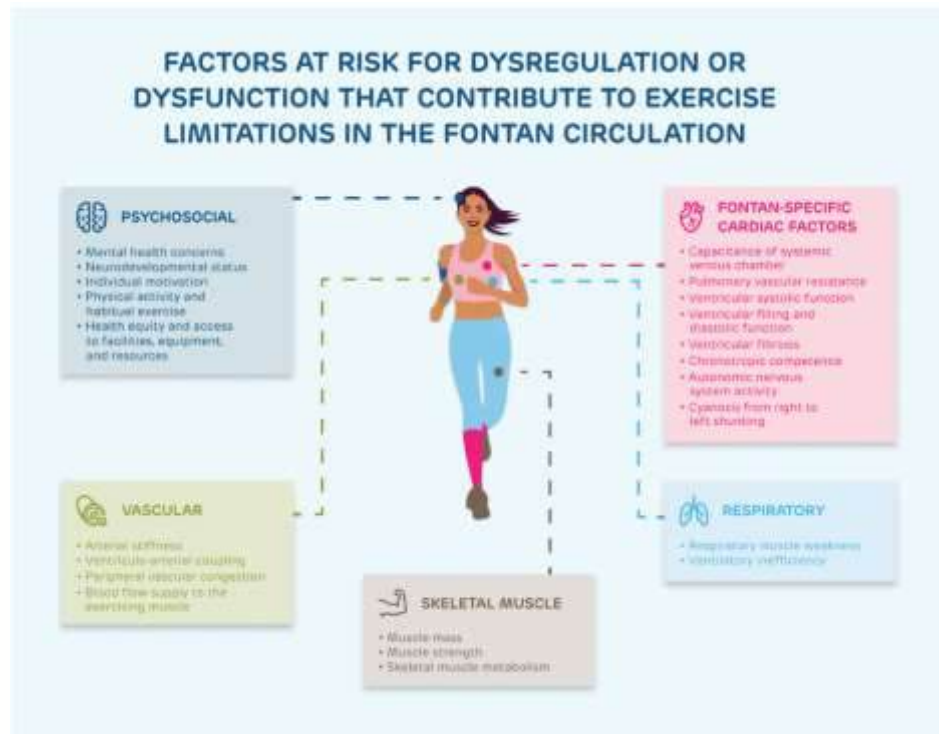 FACTORS AT RISK FOR DYSREGULATION OR
DYSFUNCTION THAT CONTRIBUTE TO EXERCISE
LIMITATIONS IN THE FONTAN CIRCULATION
PSYCHOSOCIAL
• Mental health concerns
• Neurodevelopmental status
• Individual motivation
• Physical activity and
habitual exercise
• Health equity and access
to facilities, equipment,
and resources
FONTAN-SPECIFIC
CARDIAC FACTORS
• Capacitance of systemic
venous chamber
• Pulmonary vascular resistance
• Ventricular systolic function
• Ventricular filling and
diastolic function
• Ventricular fibrosis
• Chronotropic competence
• Autonomic nervous
system activity
• Cyanosis from right to
left shunting
VASCULAR
• Arterial stiffness
• Ventriculo-arterial coupling
• Peripheral vascular congestion
• Blood flow supply to the
exercising muscle
RESPIRATORY
• Respiratory muscle weakness
• Ventilatory inefficiency
SKELETAL MUSCLE
• Muscle mass
• Muscle strength
• Skeletal muscle metabolism